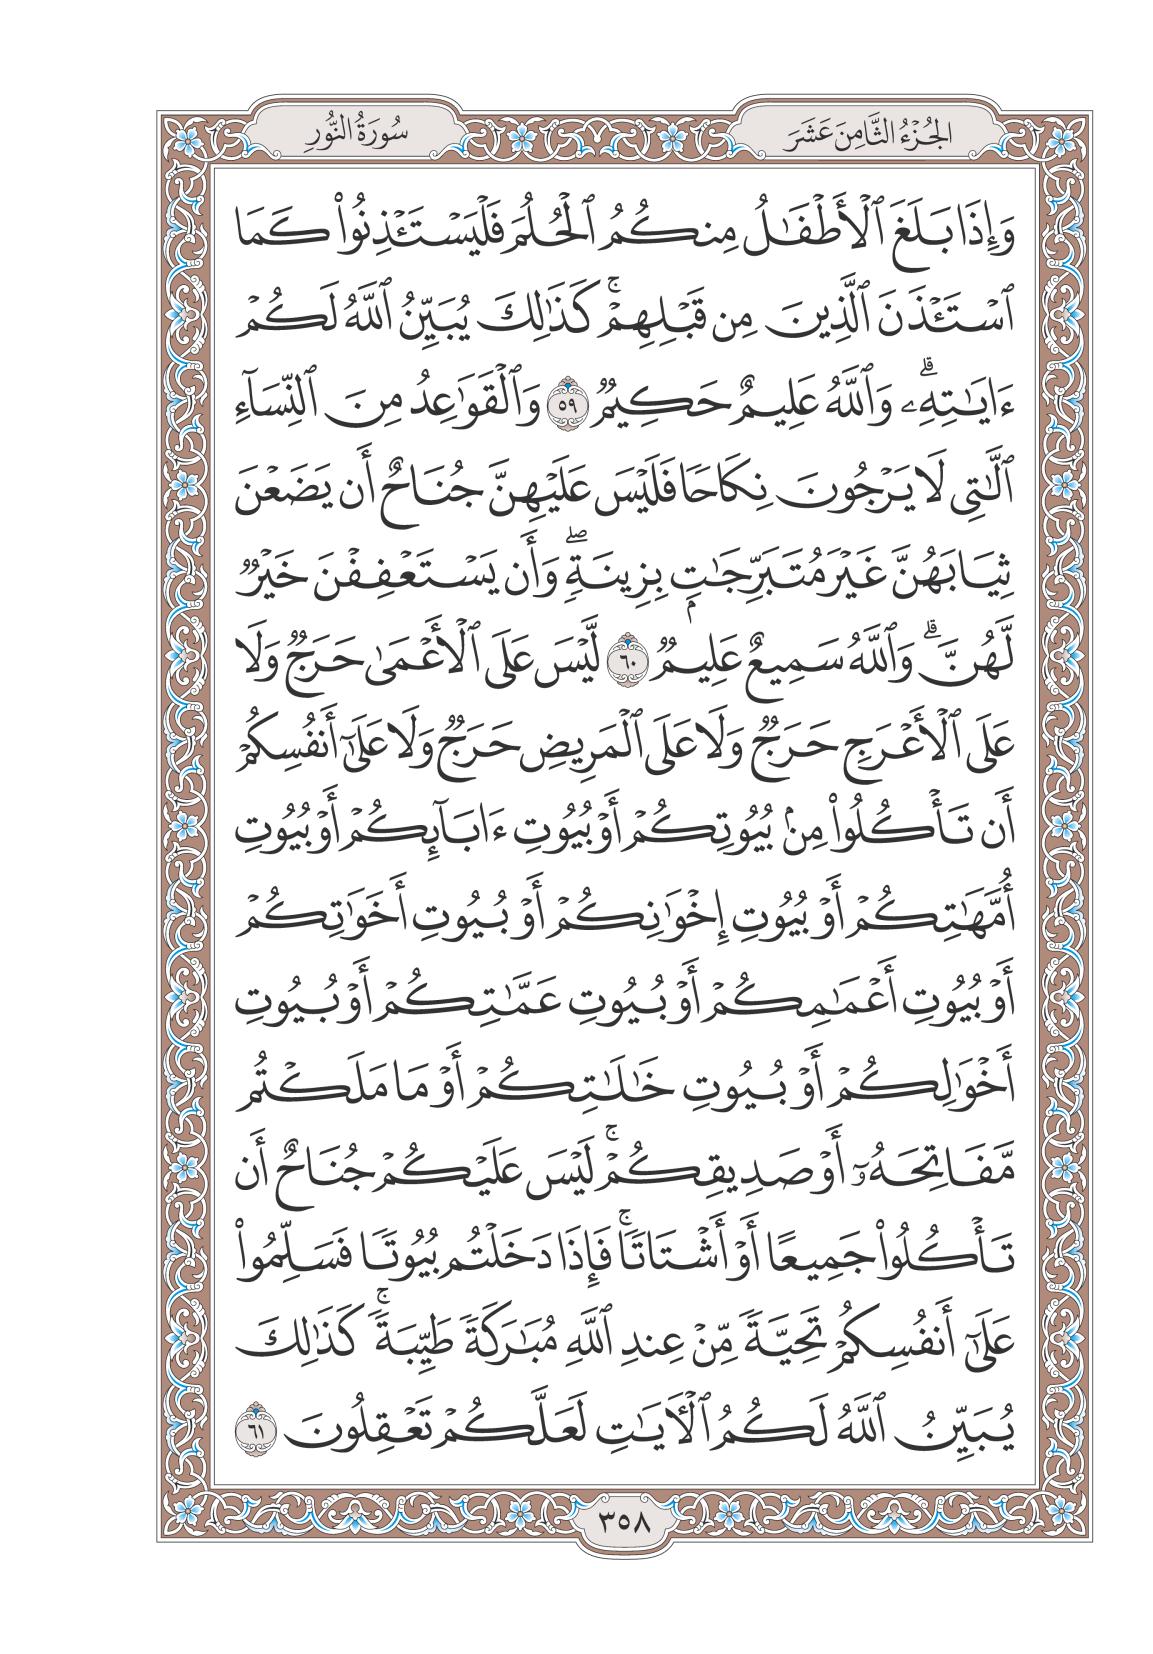 الجُزْءُ الثَّامِنَ عَشَرَ
سُورَةُ النُّورِ
وَإِذَا بَلَغَ ٱلْأَطْفَٰلُ مِنكُمُ ٱلْحُلُمَ فَلْيَسْتَـْٔذِنُوا۟ كَمَا
ٱسْتَـْٔذَنَ ٱلَّذِينَ مِن قَبْلِهِمْ ۚ كَذَٰلِكَ يُبَيِّنُ ٱللَّهُ لَكُمْ
ءَايَٰتِهِۦ ۗ وَٱللَّهُ عَلِيمٌ حَكِيمٌ ٥٩ وَٱلْقَوَٰعِدُ مِنَ ٱلنِّسَآءِ
ٱلَّٰتِى لَا يَرْجُونَ نِكَاحًا فَلَيْسَ عَلَيْهِنَّ جُنَاحٌ أَن يَضَعْنَ
ثِيَابَهُنَّ غَيْرَ مُتَبَرِّجَٰتٍۭ بِزِينَةٍ ۖ وَأَن يَسْتَعْفِفْنَ خَيْرٌ
لَّهُنَّ ۗ وَٱللَّهُ سَمِيعٌ عَلِيمٌ ٦٠ لَّيْسَ عَلَى ٱلْأَعْمَىٰ حَرَجٌ وَلَا
عَلَى ٱلْأَعْرَجِ حَرَجٌ وَلَا عَلَى ٱلْمَرِيضِ حَرَجٌ وَلَا عَلَىٰٓ أَنفُسِكُمْ
أَن تَأْكُلُوا۟ مِنۢ بُيُوتِكُمْ أَوْ بُيُوتِ ءَابَآئِكُمْ أَوْ بُيُوتِ
أُمَّهَٰتِكُمْ أَوْ بُيُوتِ إِخْوَٰنِكُمْ أَوْ بُيُوتِ أَخَوَٰتِكُمْ
أَوْ بُيُوتِ أَعْمَٰمِكُمْ أَوْ بُيُوتِ عَمَّٰتِكُمْ أَوْ بُيُوتِ
أَخْوَٰلِكُمْ أَوْ بُيُوتِ خَٰلَٰتِكُمْ أَوْ مَا مَلَكْتُم
مَّفَاتِحَهُۥٓ أَوْ صَدِيقِكُمْ ۚ لَيْسَ عَلَيْكُمْ جُنَاحٌ أَن
تَأْكُلُوا۟ جَمِيعًا أَوْ أَشْتَاتًا ۚ فَإِذَا دَخَلْتُم بُيُوتًا فَسَلِّمُوا۟
عَلَىٰٓ أَنفُسِكُمْ تَحِيَّةً مِّنْ عِندِ ٱللَّهِ مُبَٰرَكَةً طَيِّبَةً ۚ كَذَٰلِكَ
يُبَيِّنُ ٱللَّهُ لَكُمُ ٱلْءَايَٰتِ لَعَلَّكُمْ تَعْقِلُونَ ٦١
٣٥٨